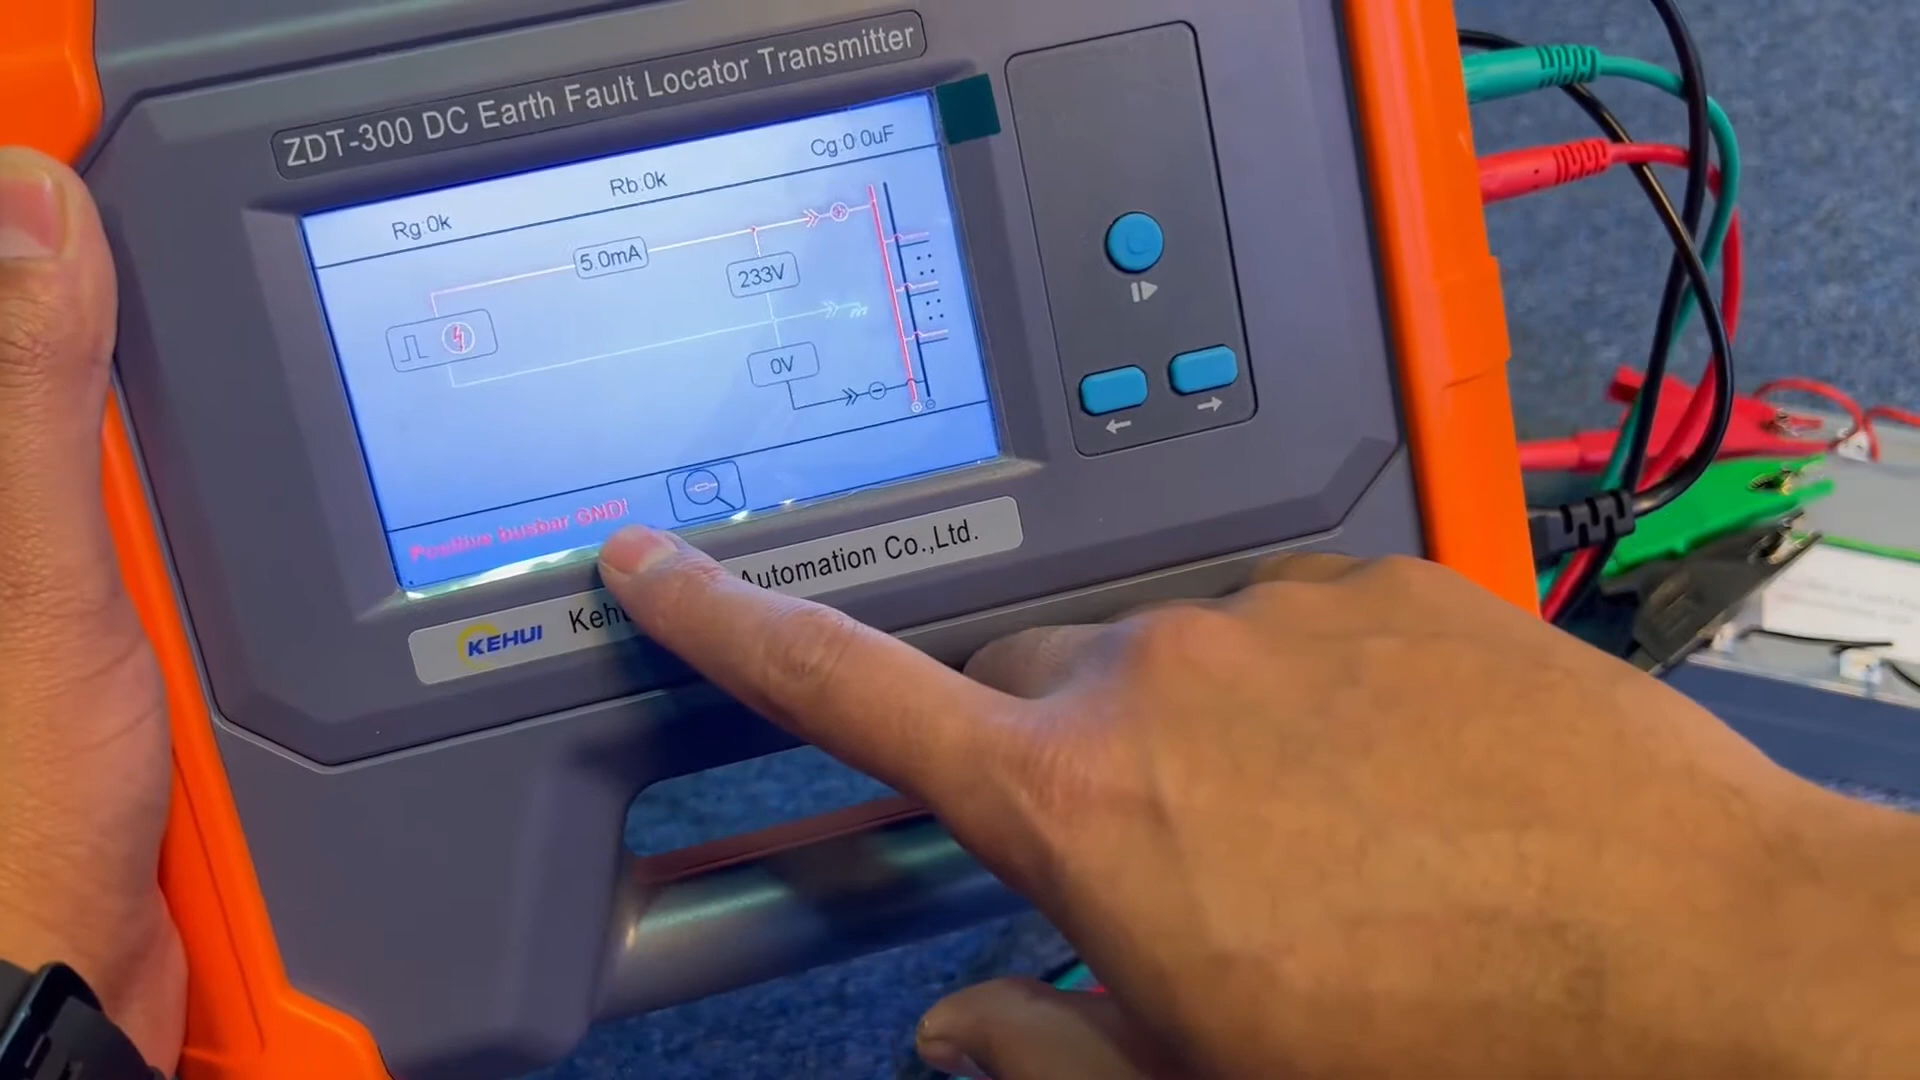 ZDT-300 DC Earth Fault Locator Transmitter
Rg:0k
Rb:0k
Cg:0.0uF
5.0mA
233V
0V
Positive busbar GND!
KEHUI
Automation Co.,Ltd.